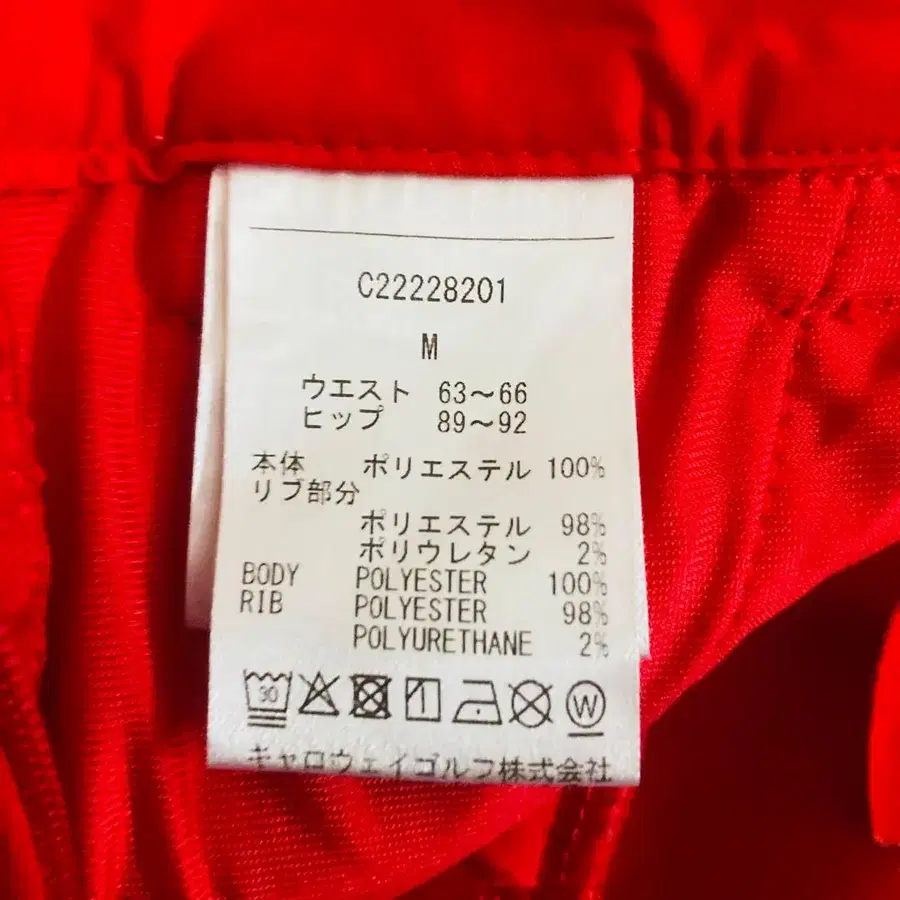 C22228201
M
ウエスト 63～66
ヒップ 89～92
本体 ポリエステル 100%
リブ部分
ポリエステル 98%
ポリウレタン 2%
BODY POLYESTER 100%
RIB POLYESTER 98%
POLYURETHANE 2%
30 W
キャロウェイゴルフ株式会社